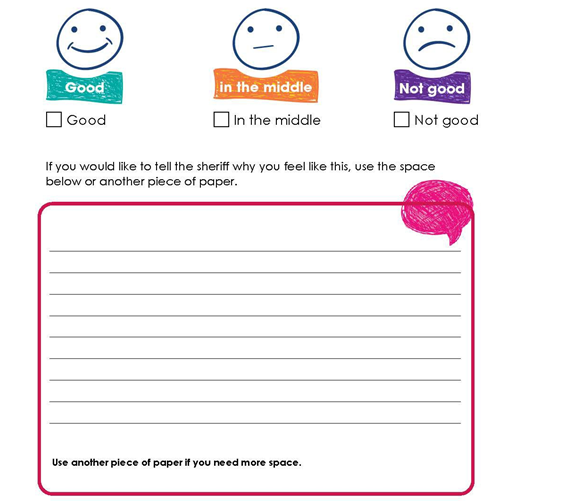 Good
in the middle
Not good
Good
In the middle
Not good
If you would like to tell the sheriff why you feel like this, use the space
below or another piece of paper.
Use another piece of paper if you need more space.